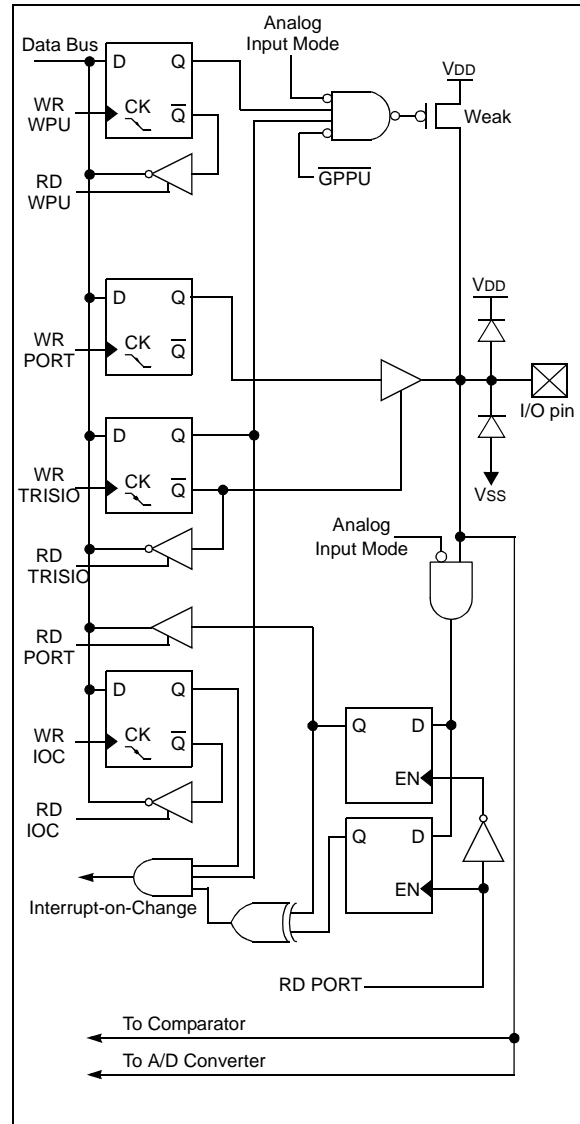 Analog
Input Mode
Data Bus
D Q
VDD
WR
WPU
CK
Q
Weak
RD
WPU
GPPU
D Q
VDD
WR
PORT
CK
Q
I/O pin
D Q
WR
TRISIO
CK
Q
VSS
Analog
Input Mode
RD
TRISIO
RD
PORT
D Q
Q D
WR
IOC
CK
Q
EN
RD
IOC
Q D
EN
Interrupt-on-Change
RD PORT
To Comparator
To A/D Converter